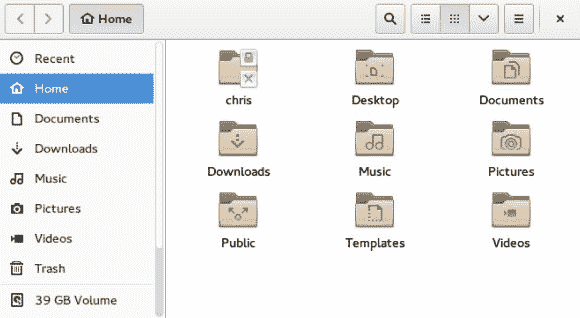 Home
Recent
Home
Documents
Downloads
Music
Pictures
Videos
Trash
39 GB Volume
chris
Desktop
Documents
Downloads
Music
Pictures
Public
Templates
Videos